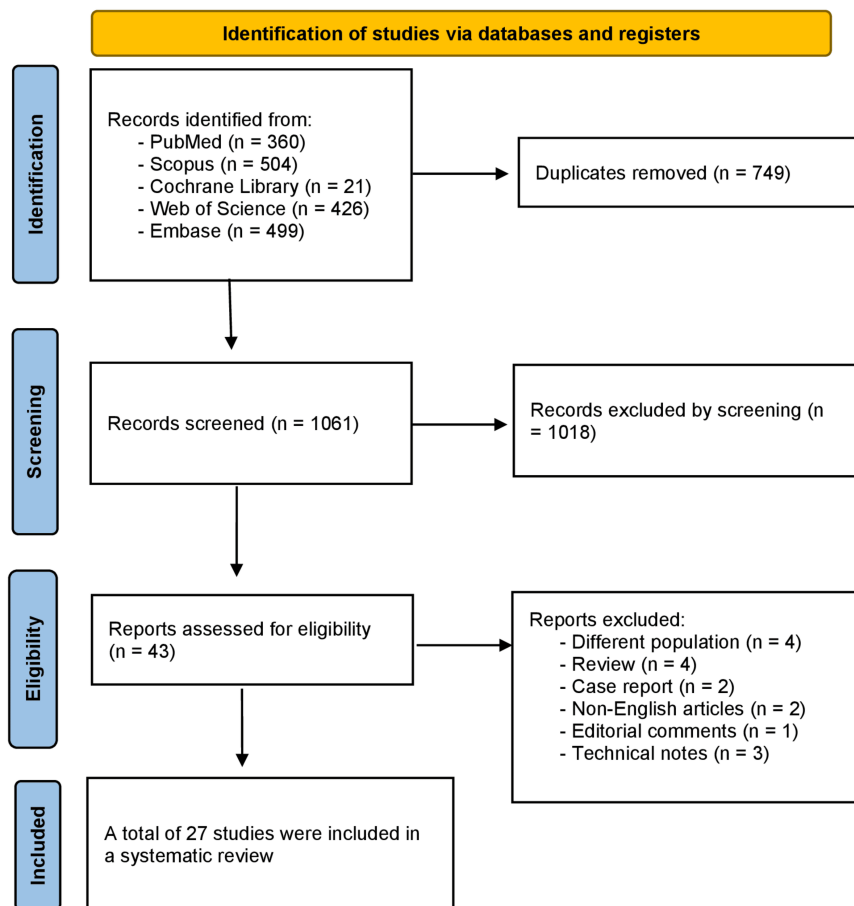 Identification of studies via databases and registers
Identification
Records identified from:
- PubMed (n = 360)
- Scopus (n = 504)
- Cochrane Library (n = 21)
- Web of Science (n = 426)
- Embase (n = 499)
Duplicates removed (n = 749)
Screening
Records screened (n = 1061)
Records excluded by screening (n
= 1018)
Eligibility
Reports assessed for eligibility
(n = 43)
Reports excluded:
- Different population (n = 4)
- Review (n = 4)
- Case report (n = 2)
- Non-English articles (n = 2)
- Editorial comments (n = 1)
- Technical notes (n = 3)
Included
A total of 27 studies were included in
a systematic review